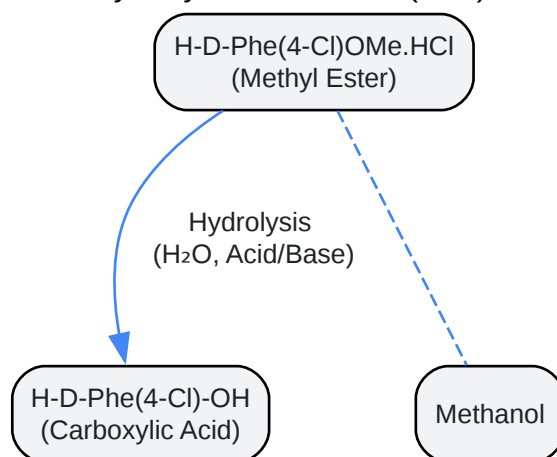 H-D-Phe(4-Cl)OMe.HCl
(Methyl Ester)
Hydrolysis
(H₂O, Acid/Base)
H-D-Phe(4-Cl)-OH
(Carboxylic Acid)
Methanol